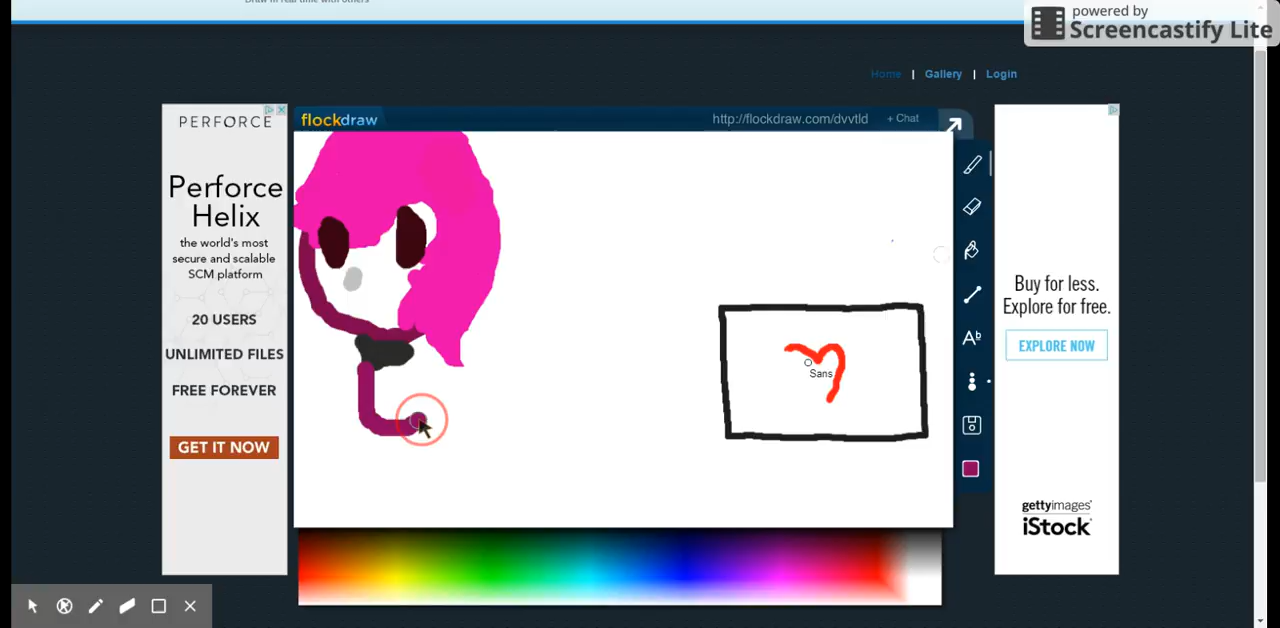 Draw in real time with others
powered by
Screencastify Lite
Home | Gallery | Login
PERFORCE
flockdraw
http://flockdraw.com/dvvtld
+ Chat
Perforce
Helix
the world's most
secure and scalable
SCM platform
20 USERS
UNLIMITED FILES
FREE FOREVER
GET IT NOW
Sans
Ab
Buy for less.
Explore for free.
EXPLORE NOW
gettyimages®
iStock